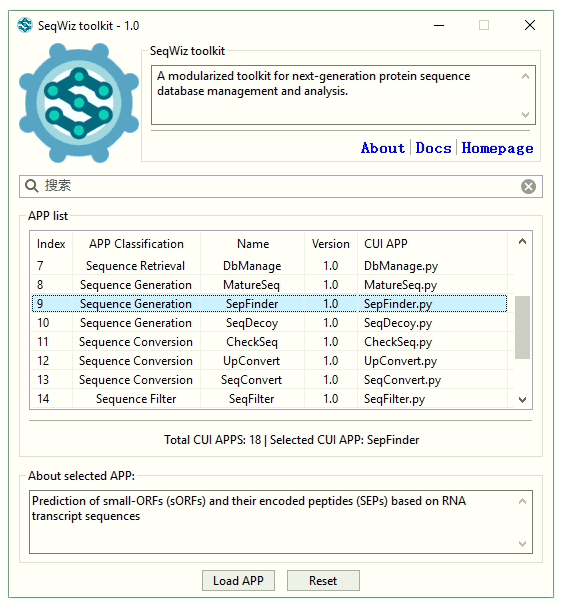 SeqWiz toolkit - 1.0
SeqWiz toolkit
A modularized toolkit for next-generation protein sequence
database management and analysis.
About Docs Homepage
搜索
APP list
Index APP Classification Name Version CUI APP
7 Sequence Retrieval DbManage 1.0 DbManage.py
8 Sequence Generation MatureSeq 1.0 MatureSeq.py
9 Sequence Generation SepFinder 1.0 SepFinder.py
10 Sequence Generation SeqDecoy 1.0 SeqDecoy.py
11 Sequence Conversion CheckSeq 1.0 CheckSeq.py
12 Sequence Conversion UpConvert 1.0 UpConvert.py
13 Sequence Conversion SeqConvert 1.0 SeqConvert.py
14 Sequence Filter SeqFilter 1.0 SeqFilter.py
Total CUI APPS: 18 | Selected CUI APP: SepFinder
About selected APP:
Prediction of small-ORFs (sORFs) and their encoded peptides (SEPs) based on RNA
transcript sequences
Load APP Reset